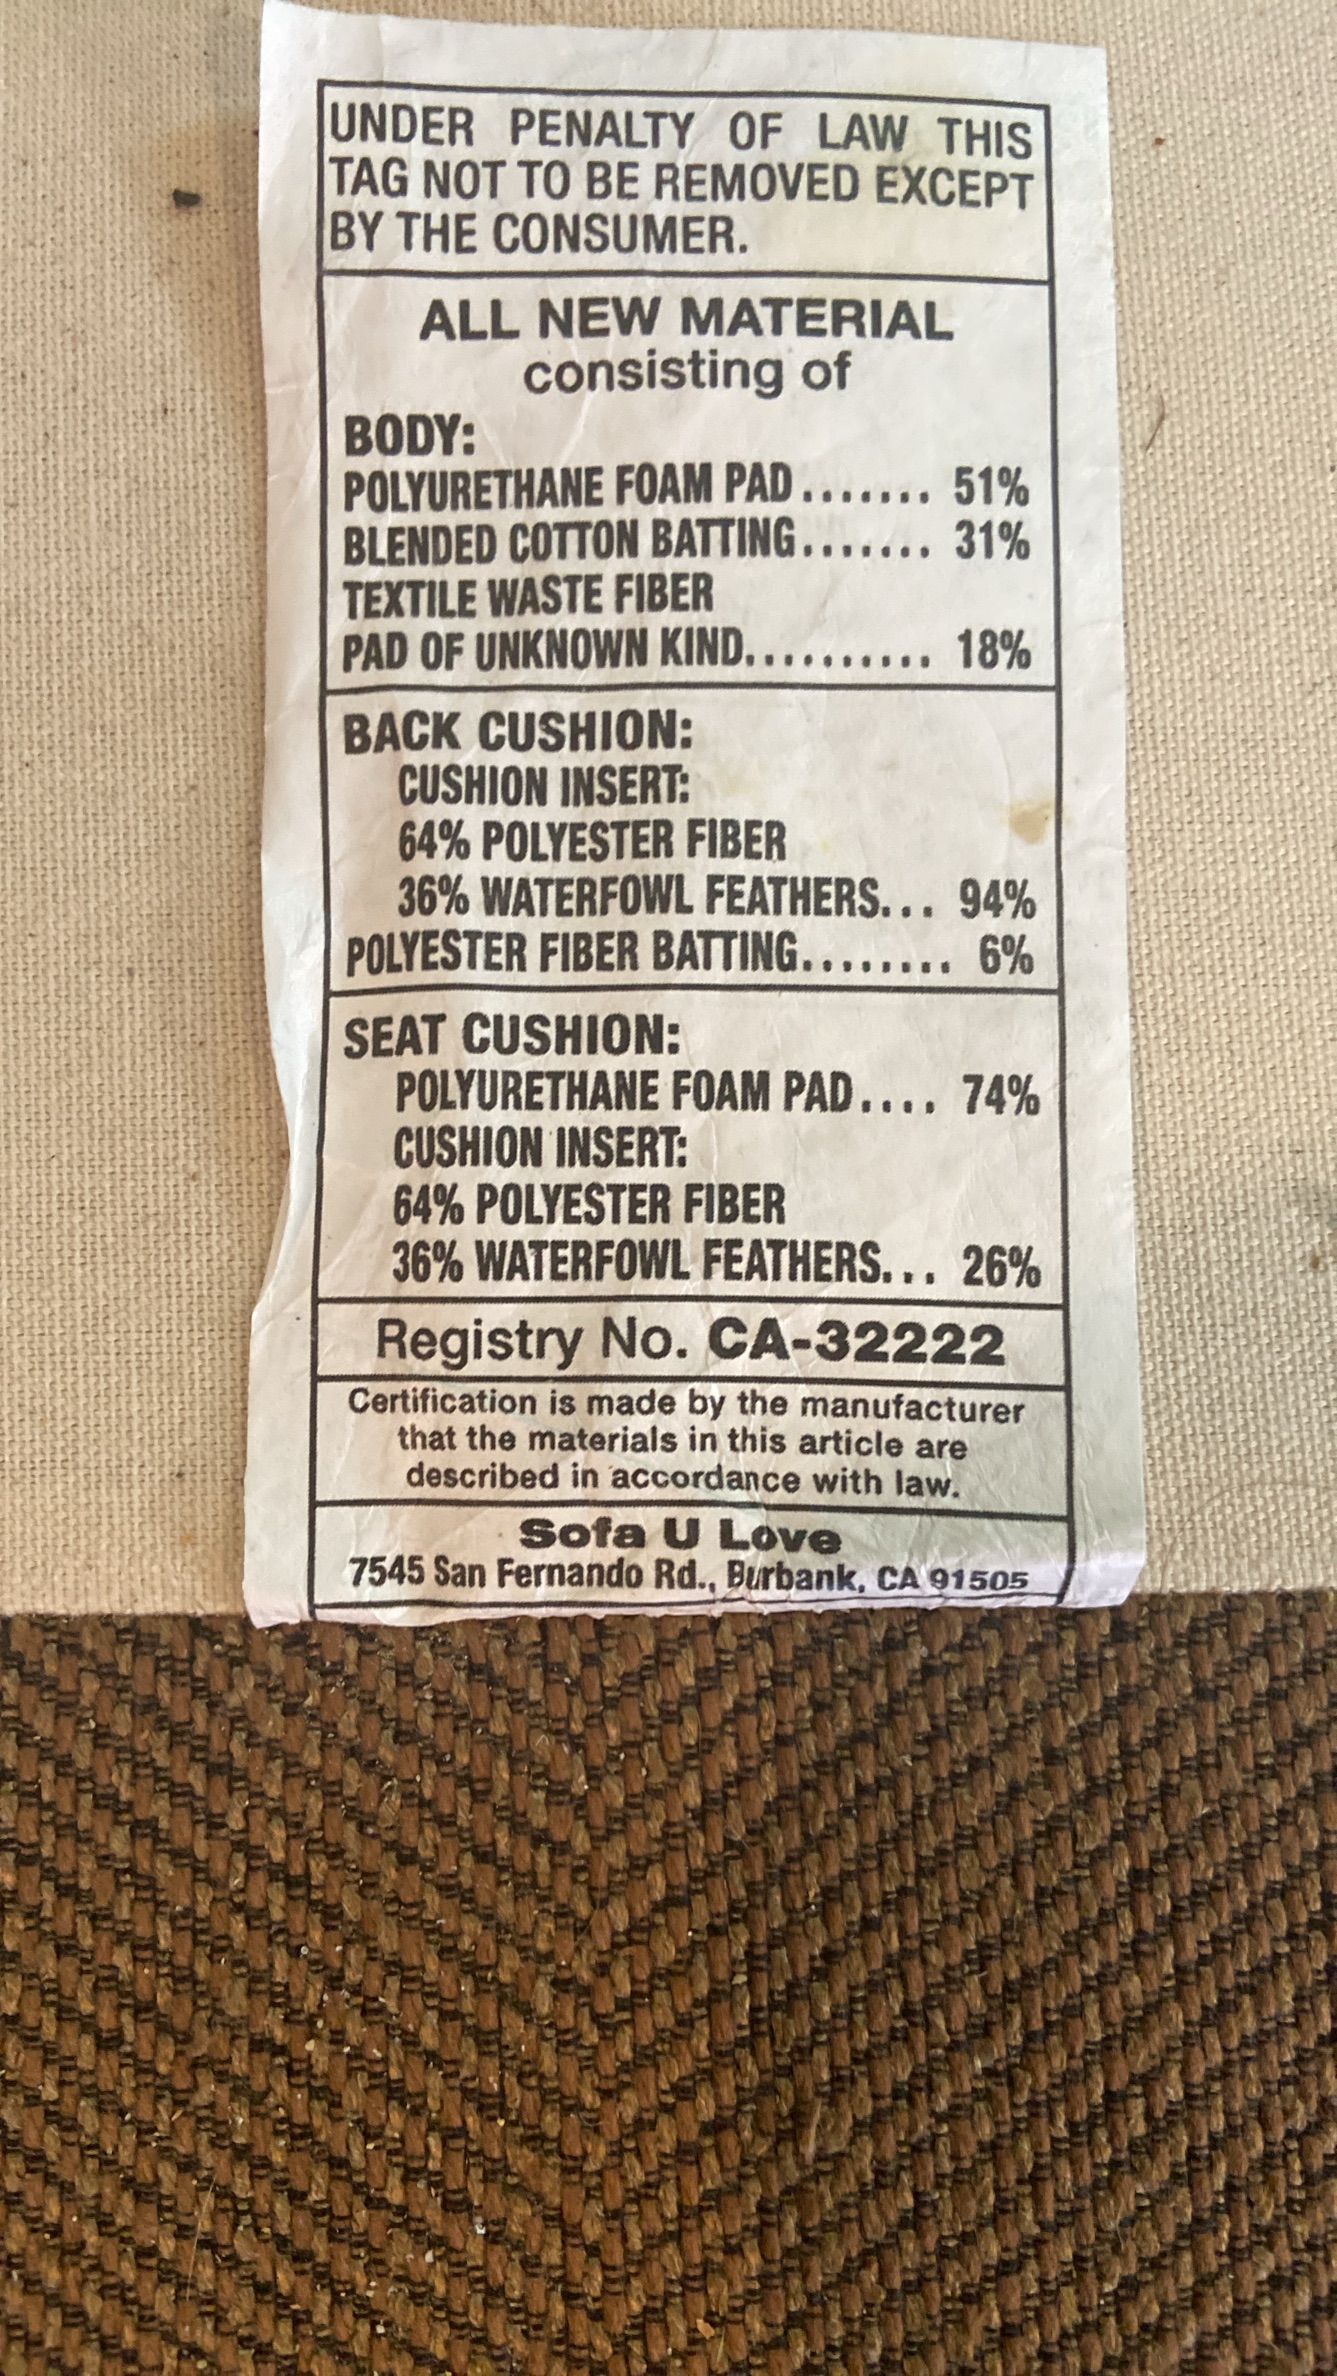 UNDER PENALTY OF LAW THIS
TAG NOT TO BE REMOVED EXCEPT
BY THE CONSUMER.
ALL NEW MATERIAL
consisting of
BODY:
POLYURETHANE FOAM PAD....... 51%
BLENDED COTTON BATTING....... 31%
TEXTILE WASTE FIBER
PAD OF UNKNOWN KIND.......... 18%
BACK CUSHION:
CUSHION INSERT:
64% POLYESTER FIBER
36% WATERFOWL FEATHERS... 94%
POLYESTER FIBER BATTING........ 6%
SEAT CUSHION:
POLYURETHANE FOAM PAD.... 74%
CUSHION INSERT:
64% POLYESTER FIBER
36% WATERFOWL FEATHERS... 26%
Registry No. CA-32222
Certification is made by the manufacturer
that the materials in this article are
described in accordance with law.
Sofa U Love
7545 San Fernando Rd., Burbank, CA 91505